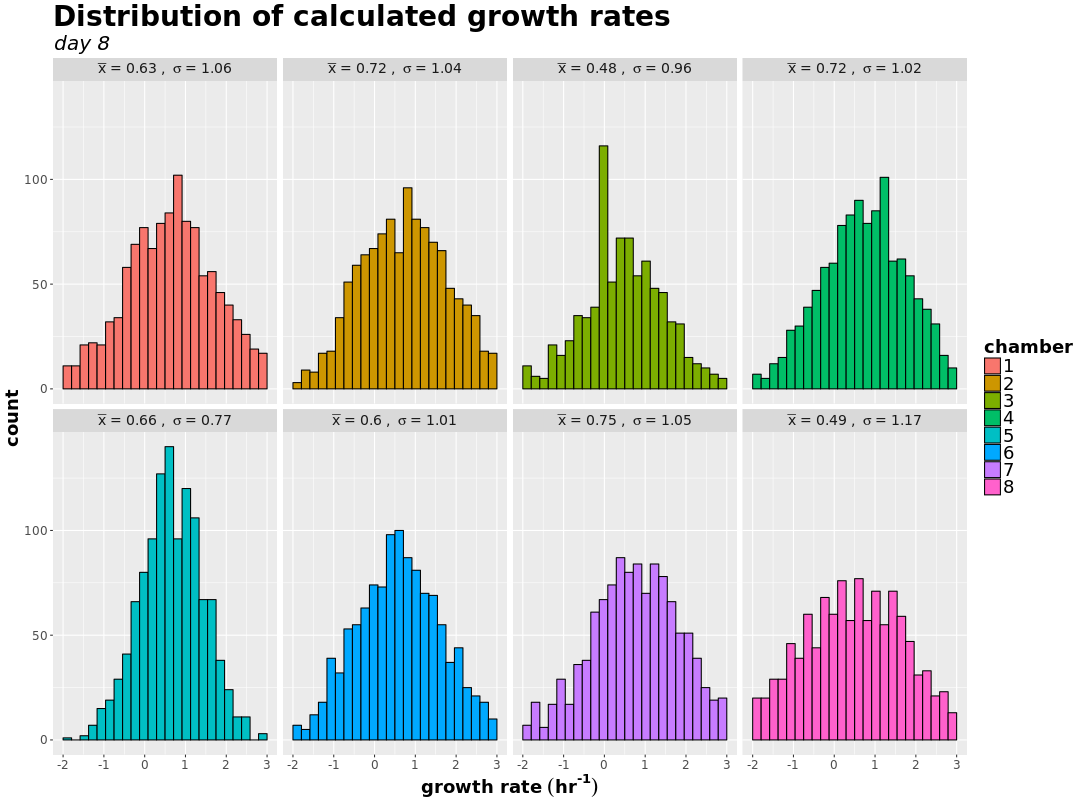 Distribution of calculated growth rates
day 8
x̅ = 0.63 , σ = 1.06
x̅ = 0.72 , σ = 1.04
x̅ = 0.48 , σ = 0.96
x̅ = 0.72 , σ = 1.02
100
50
0
x̅ = 0.66 , σ = 0.77
x̅ = 0.6 , σ = 1.01
x̅ = 0.75 , σ = 1.05
x̅ = 0.49 , σ = 1.17
100
50
0
-2 -1 0 1 2 3
-2 -1 0 1 2 3
-2 -1 0 1 2 3
-2 -1 0 1 2 3
growth rate (hr⁻¹)
count
chamber
1
2
3
4
5
6
7
8